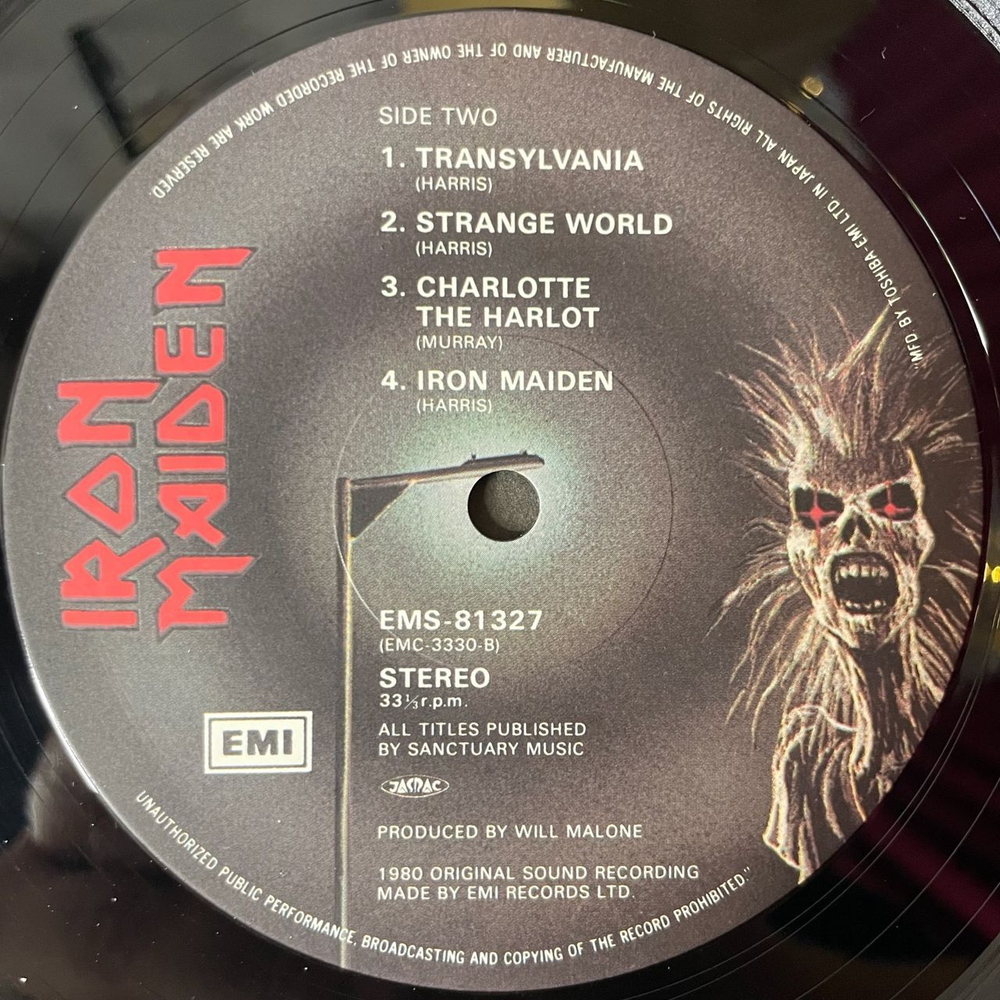 SIDE TWO
1. TRANSYLVANIA
(HARRIS)
2. STRANGE WORLD
(HARRIS)
3. CHARLOTTE
THE HARLOT
(MURRAY)
4. IRON MAIDEN
(HARRIS)
IRON
MAIDEN
EMS-81327
(EMC-3330-B)
STEREO
33⅓r.p.m.
ALL TITLES PUBLISHED
BY SANCTUARY MUSIC
JASRAC
EMI
PRODUCED BY WILL MALONE
1980 ORIGINAL SOUND RECORDING
MADE BY EMI RECORDS LTD.
"MFD. BY TOSHIBA-EMI LTD. IN JAPAN. ALL RIGHTS OF THE MANUFACTURER AND OF THE OWNER OF THE RECORDED WORK ARE RESERVED.
UNAUTHORIZED PUBLIC PERFORMANCE, BROADCASTING AND COPYING OF THE RECORD PROHIBITED."